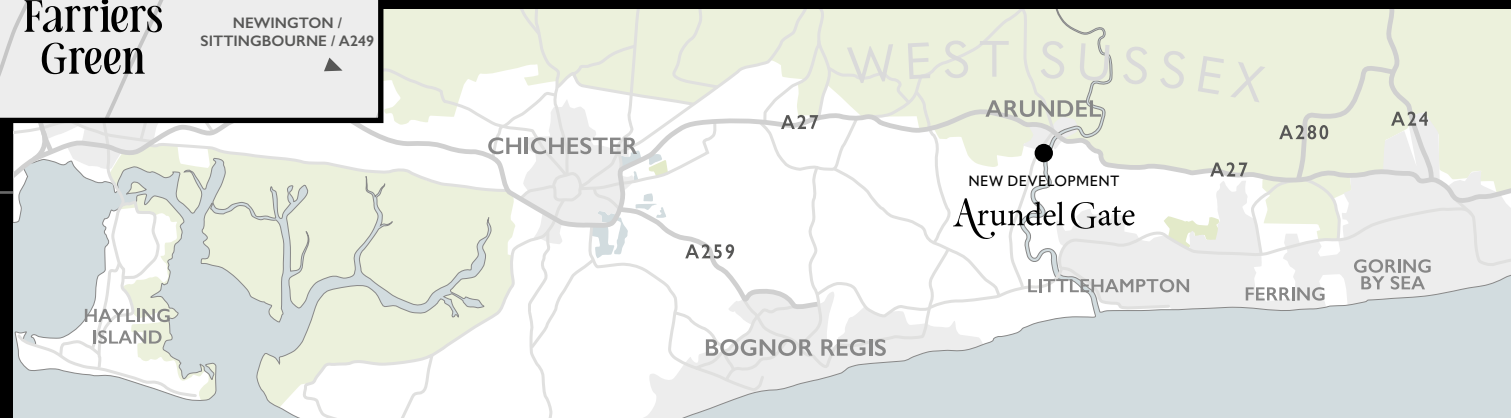 Farriers
Green
NEWINGTON /
SITTINGBOURNE / A249
WEST SUSSEX
ARUNDEL
A27
A280
A24
CHICHESTER
A27
NEW DEVELOPMENT
Arundel Gate
A259
LITTLEHAMPTON
FERRING
GORING
BY SEA
HAYLING
ISLAND
BOGNOR REGIS